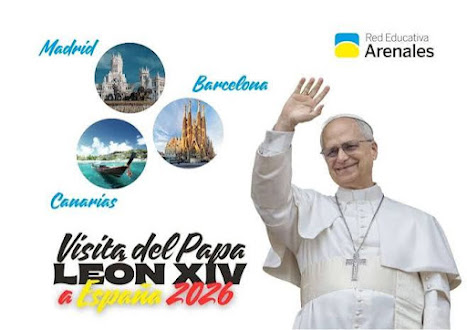 Madrid
Red Educativa
Arenales
Barcelona
Canarias
Visita del Papa
LEON XIV
a España 2026